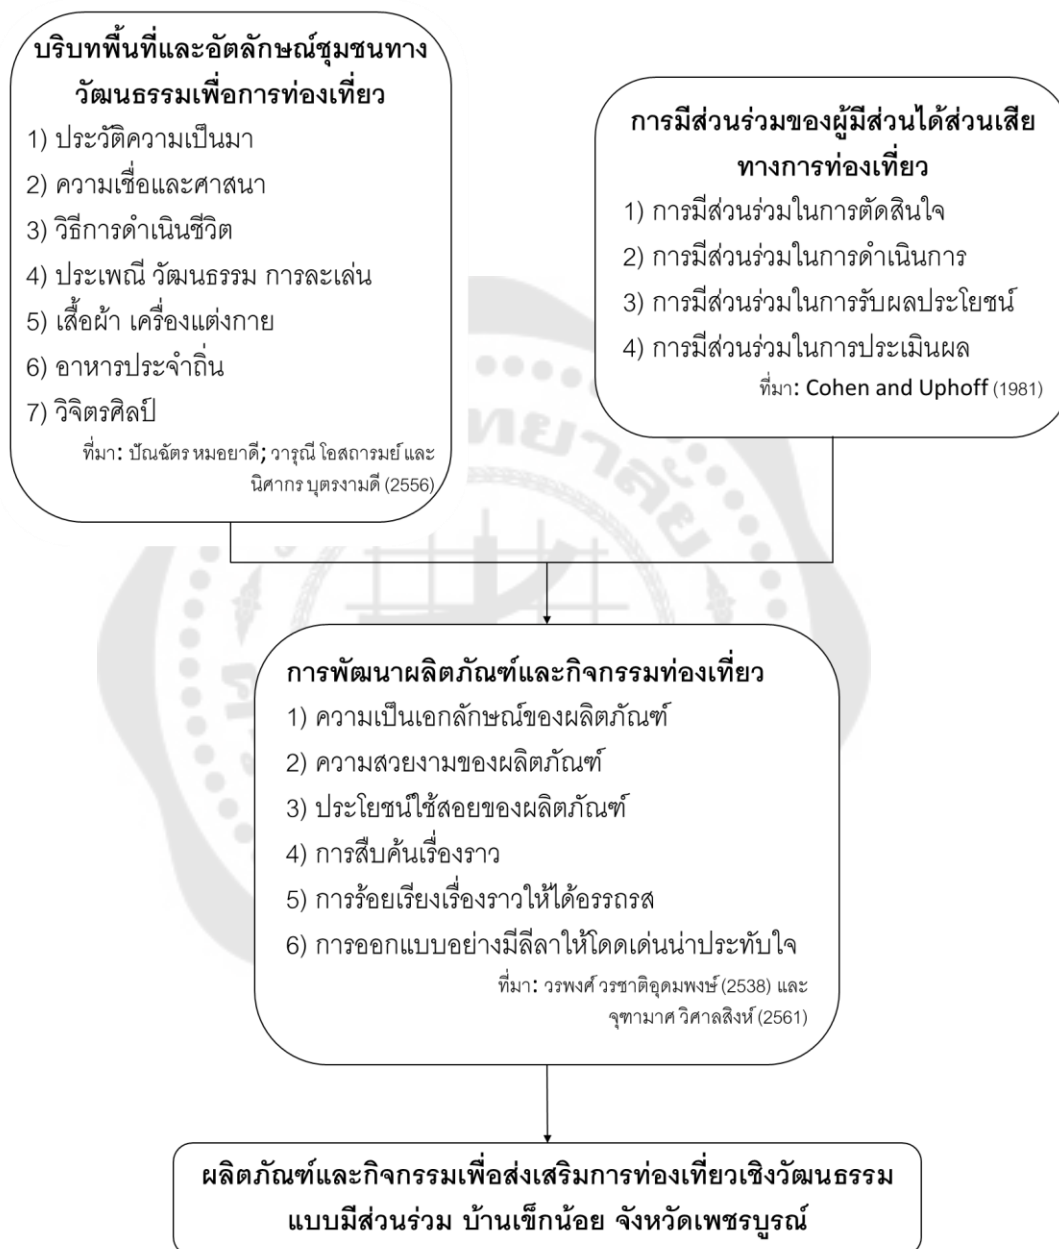 บริบทพื้นที่และอัตลักษณ์ชุมชนทาง
วัฒนธรรมเพื่อการท่องเที่ยว
1) ประวัติความเป็นมา
2) ความเชื่อและศาสนา
3) วิธีการดำเนินชีวิต
4) ประเพณี วัฒนธรรม การละเล่น
5) เสื้อผ้า เครื่องแต่งกาย
6) อาหารประจำถิ่น
7) วิจิตรศิลป์
ที่มา: ปัณฉัตร หมอยาดี; วารุณี โอสถารมย์ และ
นิศากร บุตรงามดี (2556)
การมีส่วนร่วมของผู้มีส่วนได้ส่วนเสีย
ทางการท่องเที่ยว
1) การมีส่วนร่วมในการตัดสินใจ
2) การมีส่วนร่วมในการดำเนินการ
3) การมีส่วนร่วมในการรับผลประโยชน์
4) การมีส่วนร่วมในการประเมินผล
ที่มา: Cohen and Uphoff (1981)
การพัฒนาผลิตภัณฑ์และกิจกรรมท่องเที่ยว
1) ความเป็นเอกลักษณ์ของผลิตภัณฑ์
2) ความสวยงามของผลิตภัณฑ์
3) ประโยชน์ใช้สอยของผลิตภัณฑ์
4) การสืบค้นเรื่องราว
5) การร้อยเรียงเรื่องราวให้ได้อรรถรส
6) การออกแบบอย่างมีลีลาให้โดดเด่นน่าประทับใจ
ที่มา: วรพงศ์ วรชาติอุดมพงษ์ (2538) และ
จุฑามาศ วิศาลสิงห์ (2561)
ผลิตภัณฑ์และกิจกรรมเพื่อส่งเสริมการท่องเที่ยวเชิงวัฒนธรรม
แบบมีส่วนร่วม บ้านเข็กน้อย จังหวัดเพชรบูรณ์